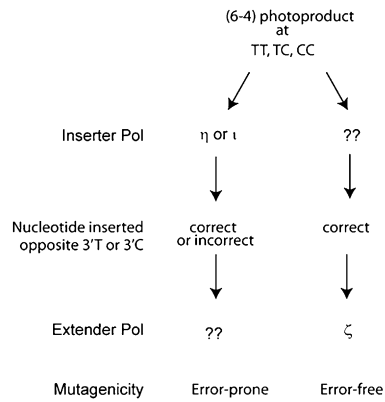 (6-4) photoproduct
at
TT, TC, CC
Inserter Pol η or ι ??
Nucleotide inserted
opposite 3'T or 3'C
correct
or incorrect
correct
Extender Pol ?? ζ
Mutagenicity Error-prone Error-free